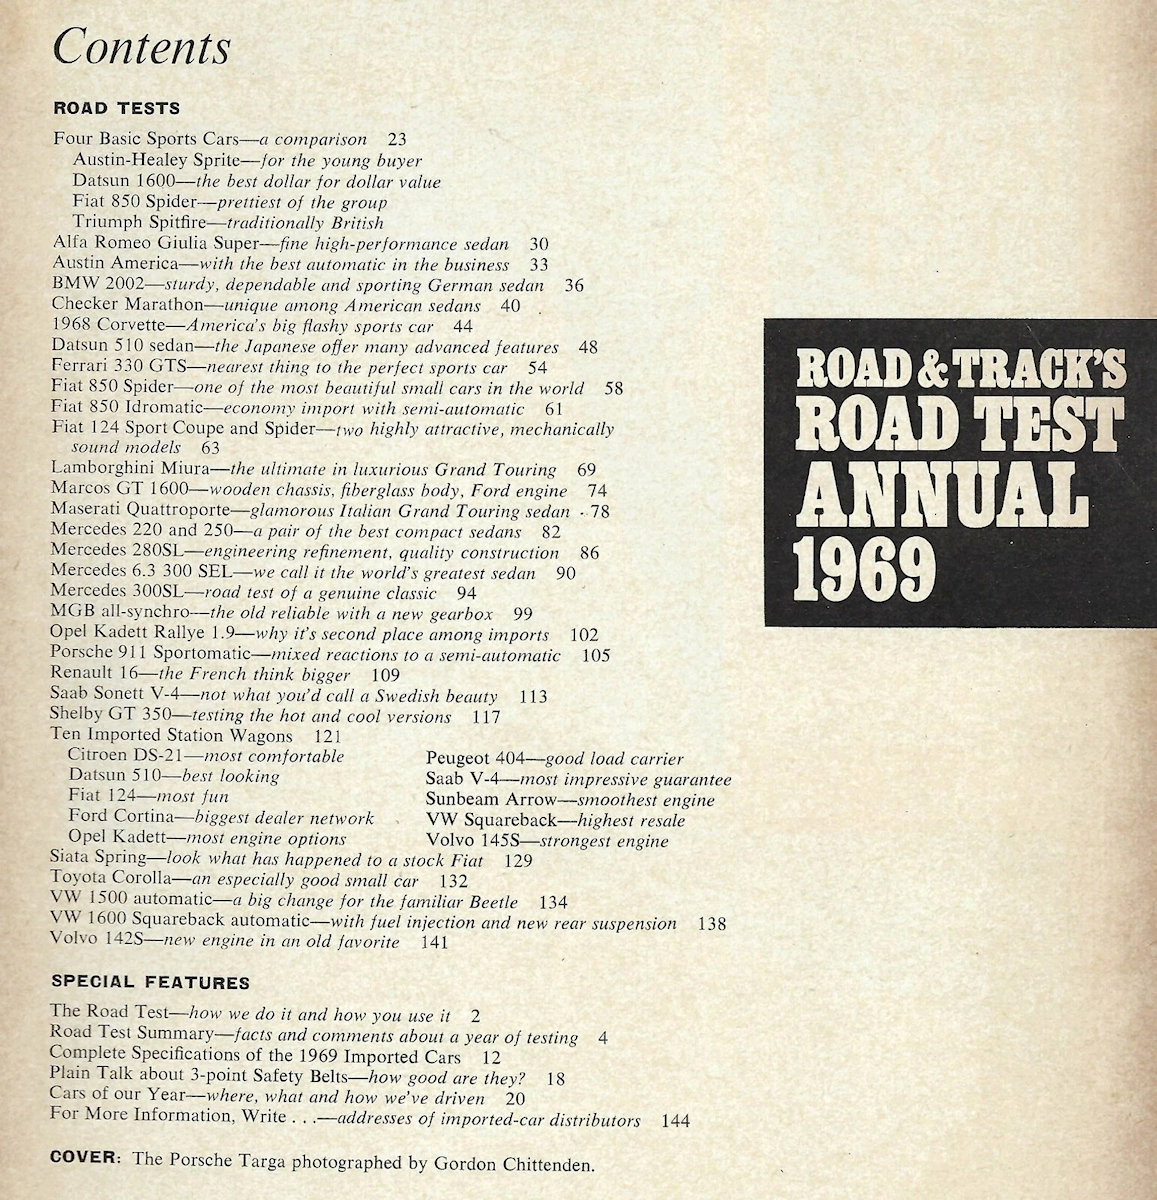 Contents
ROAD TESTS
Four Basic Sports Cars—a comparison 23
Austin-Healey Sprite—for the young buyer
Datsun 1600—the best dollar for dollar value
Fiat 850 Spider—prettiest of the group
Triumph Spitfire—traditionally British
Alfa Romeo Giulia Super—fine high-performance sedan 30
Austin America—with the best automatic in the business 33
BMW 2002—sturdy, dependable and sporting German sedan 36
Checker Marathon—unique among American sedans 40
1968 Corvette—America's big flashy sports car 44
Datsun 510 sedan—the Japanese offer many advanced features 48
Ferrari 330 GTS—nearest thing to the perfect sports car 54
Fiat 850 Spider—one of the most beautiful small cars in the world 58
Fiat 850 Idromatic—economy import with semi-automatic 61
Fiat 124 Sport Coupe and Spider—two highly attractive, mechanically
sound models 63
Lamborghini Miura—the ultimate in luxurious Grand Touring 69
Marcos GT 1600—wooden chassis, fiberglass body, Ford engine 74
Maserati Quattroporte—glamorous Italian Grand Touring sedan 78
Mercedes 220 and 250—a pair of the best compact sedans 82
Mercedes 280SL—engineering refinement, quality construction 86
Mercedes 6.3 300 SEL—we call it the world's greatest sedan 90
Mercedes 300SL—road test of a genuine classic 94
MGB all-synchro—the old reliable with a new gearbox 99
Opel Kadett Rallye 1.9—why it's second place among imports 102
Porsche 911 Sportomatic—mixed reactions to a semi-automatic 105
Renault 16—the French think bigger 109
Saab Sonett V-4—not what you'd call a Swedish beauty 113
Shelby GT 350—testing the hot and cool versions 117
Ten Imported Station Wagons 121
Citroen DS-21—most comfortable
Datsun 510—best looking
Fiat 124—most fun
Ford Cortina—biggest dealer network
Opel Kadett—most engine options
Peugeot 404—good load carrier
Saab V-4—most impressive guarantee
Sunbeam Arrow—smoothest engine
VW Squareback—highest resale
Volvo 145S—strongest engine
Siata Spring—look what has happened to a stock Fiat 129
Toyota Corolla—an especially good small car 132
VW 1500 automatic—a big change for the familiar Beetle 134
VW 1600 Squareback automatic—with fuel injection and new rear suspension 138
Volvo 142S—new engine in an old favorite 141
SPECIAL FEATURES
The Road Test—how we do it and how you use it 2
Road Test Summary—facts and comments about a year of testing 4
Complete Specifications of the 1969 Imported Cars 12
Plain Talk about 3-point Safety Belts—how good are they? 18
Cars of our Year—where, what and how we've driven 20
For More Information, Write . . .—addresses of imported-car distributors 144
COVER: The Porsche Targa photographed by Gordon Chittenden.
ROAD & TRACK'S
ROAD TEST
ANNUAL
1969